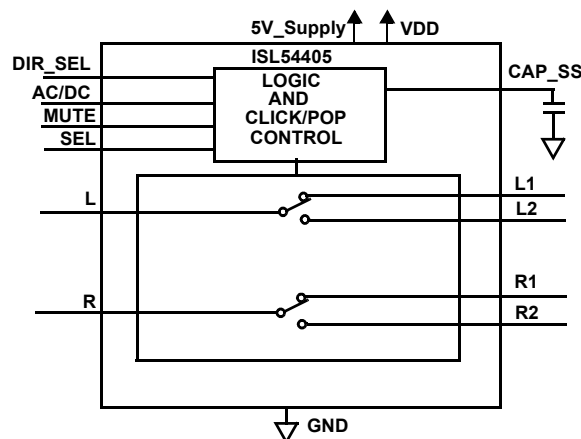 5V_Supply
VDD
ISL54405
DIR_SEL
AC/DC
MUTE
SEL
LOGIC
AND
CLICK/POP
CONTROL
CAP_SS
L
L1
L2
R
R1
R2
GND